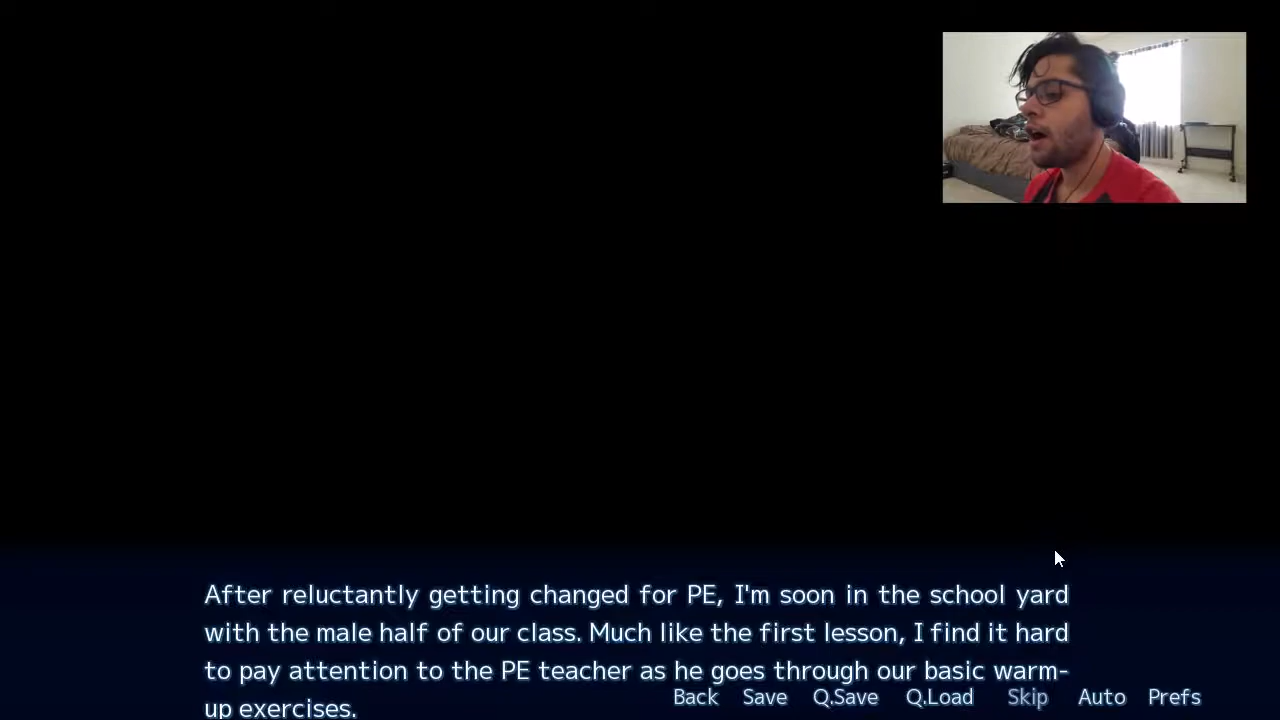 After reluctantly getting changed for PE, I'm soon in the school yard
with the male half of our class. Much like the first lesson, I find it hard
to pay attention to the PE teacher as he goes through our basic warm-
up exercises.
Back Save Q.Save Q.Load Skip Auto Prefs